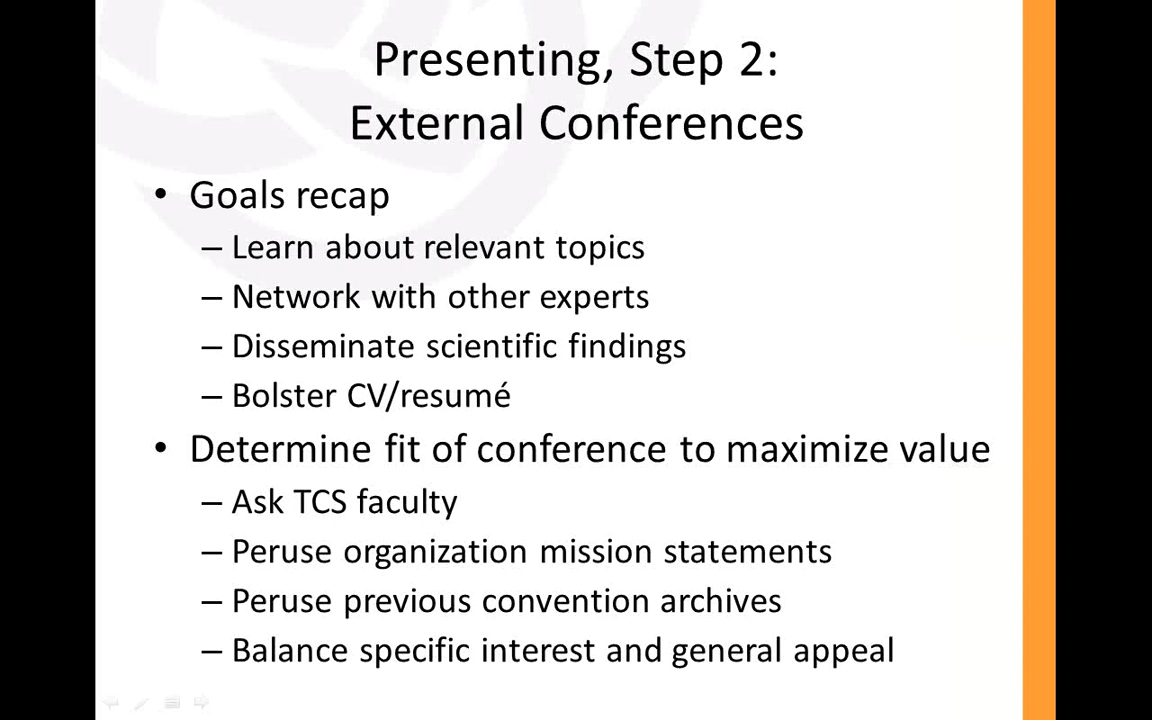 Presenting, Step 2:
External Conferences
• Goals recap
– Learn about relevant topics
– Network with other experts
– Disseminate scientific findings
– Bolster CV/resumé
• Determine fit of conference to maximize value
– Ask TCS faculty
– Peruse organization mission statements
– Peruse previous convention archives
– Balance specific interest and general appeal